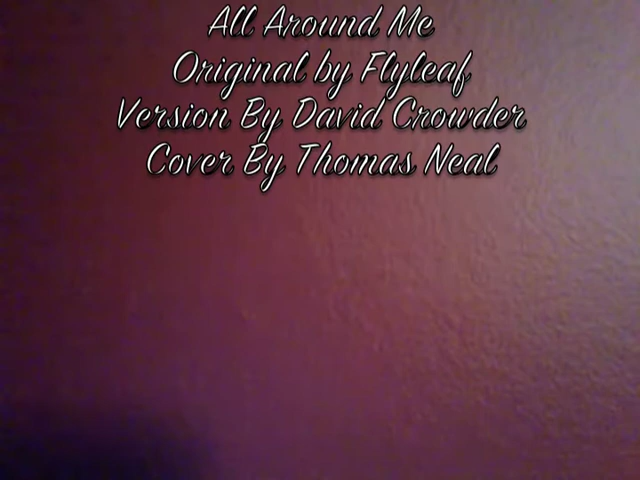 All Around Me
Original by Flyleaf
Version By David Crowder
Cover By Thomas Neal